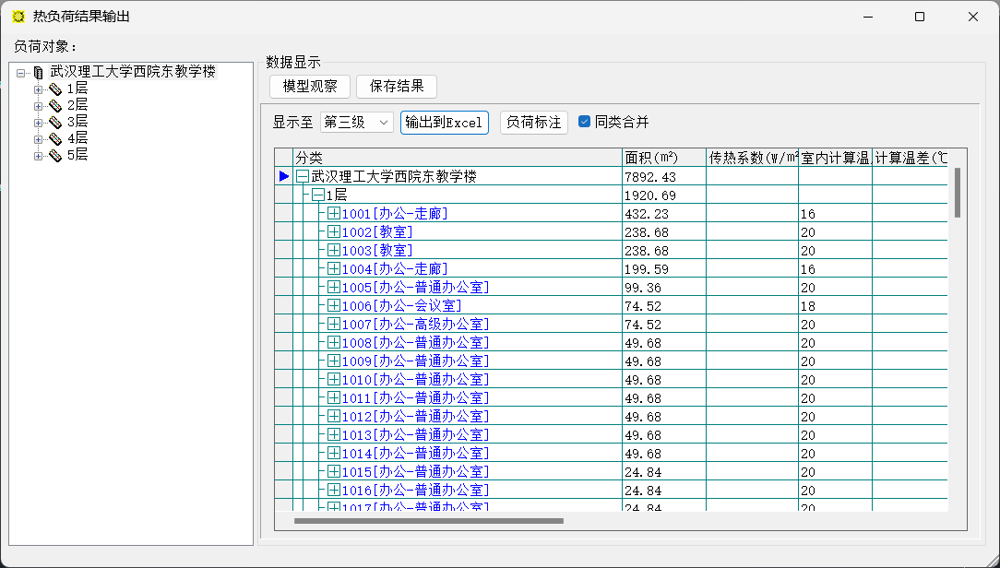 热负荷结果输出
负荷对象：
武汉理工大学西院东教学楼
1层
2层
3层
4层
5层
数据显示
模型观察 保存结果
显示至 第三级 输出到Excel 负荷标注 同类合并
分类 面积(㎡) 传热系数(W/m² 室内计算温 计算温差(℃
武汉理工大学西院东教学楼 7892.43
1层 1920.69
1001[办公-走廊] 432.23 16
1002[教室] 238.68 20
1003[教室] 238.68 20
1004[办公-走廊] 199.59 16
1005[办公-普通办公室] 99.36 20
1006[办公-会议室] 74.52 18
1007[办公-高级办公室] 74.52 20
1008[办公-普通办公室] 49.68 20
1009[办公-普通办公室] 49.68 20
1010[办公-普通办公室] 49.68 20
1011[办公-普通办公室] 49.68 20
1012[办公-普通办公室] 49.68 20
1013[办公-普通办公室] 49.68 20
1014[办公-普通办公室] 49.68 20
1015[办公-普通办公室] 24.84 20
1016[办公-普通办公室] 24.84 20
1017[办公-普通办公室] 24.84 20